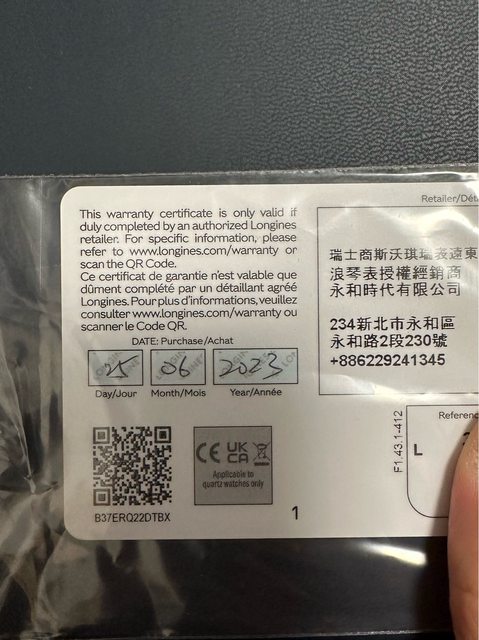 This warranty certificate is only valid if
duly completed by an authorized Longines
retailer. For specific information, please
refer to www.longines.com/warranty or
scan the QR Code.
Ce certificat de garantie n'est valable que
dûment complété par un détaillant agréé
Longines. Pour plus d'informations, veuillez
consulter www.longines.com/warranty ou
scanner le Code QR.
DATE: Purchase/Achat
25 06 2023
Day/Jour Month/Mois Year/Année
B37ERQ22DTBX
CE UK
CA
Applicable to
quartz watches only
1
Retailer/Dét
瑞士商斯沃琪瑞表遠東
浪琴表授權經銷商
永和時代有限公司
234新北市永和區
永和路2段230號
+886229241345
F1.43.1-412
Referenc
L